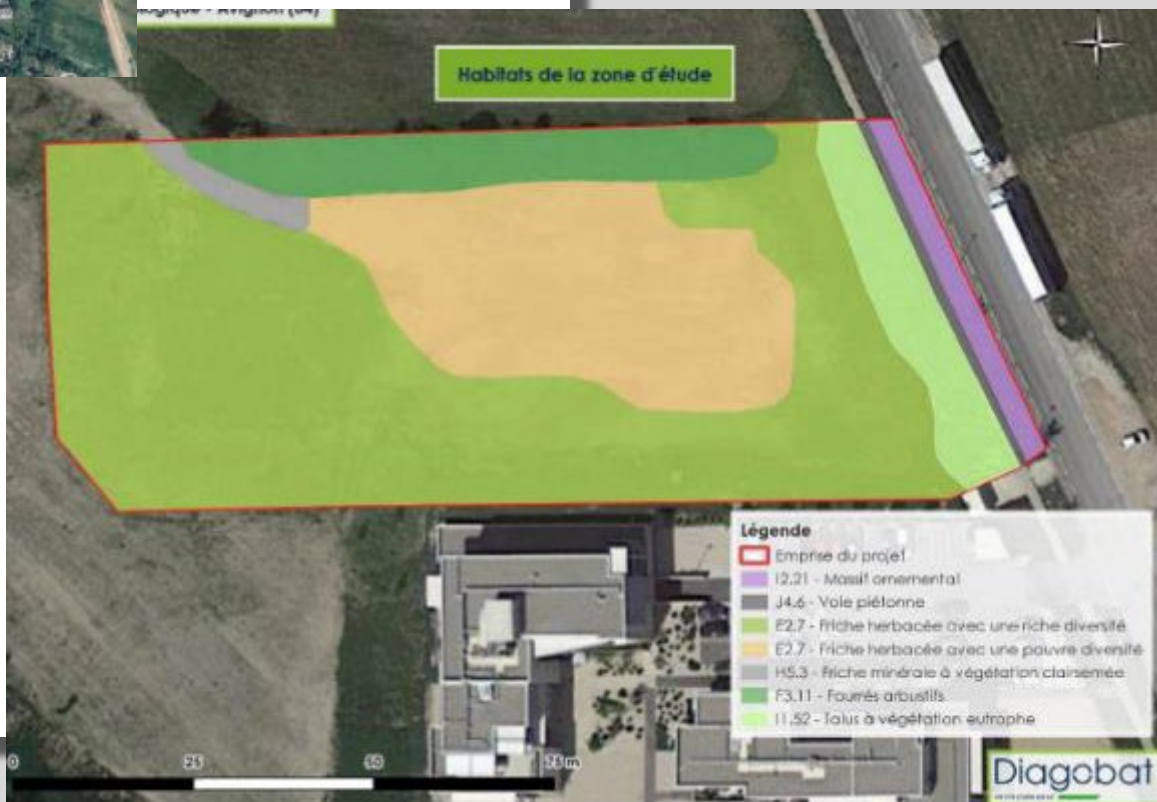 Avignon (84)
Habitats de la zone d'étude
Légende
Emprise du projet
I2.21 - Massif ornemental
J4.6 - Voie piétonne
E2.7 - Friche herbacée avec une riche diversité
E2.7 - Friche herbacée avec une pauvre diversité
H5.3 - Friche minérale à végétation clairsemée
F3.11 - Fourrés arbustifs
I1.52 - Talus à végétation eutrophe
0 25 50 75 m
Diagobat